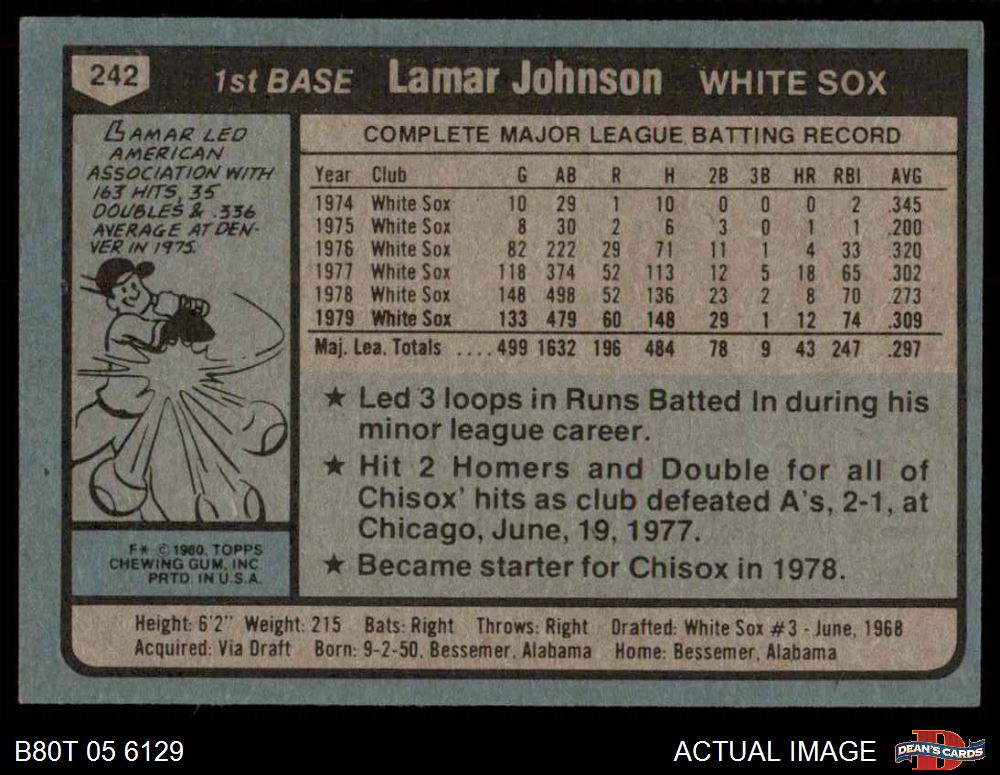 242 1st BASE Lamar Johnson WHITE SOX
LAMAR LED
AMERICAN
ASSOCIATION WITH
163 HITS, 35
DOUBLES & .336
AVERAGE AT DEN-
VER IN 1975.
F* © 1980. TOPPS
CHEWING GUM, INC.
PRTD. IN U.S.A.
COMPLETE MAJOR LEAGUE BATTING RECORD
Year Club G AB R H 2B 3B HR RBI AVG
1974 White Sox 10 29 1 10 0 0 0 2 .345
1975 White Sox 8 30 2 6 3 0 1 1 .200
1976 White Sox 82 222 29 71 11 1 4 33 .320
1977 White Sox 118 374 52 113 12 5 18 65 .302
1978 White Sox 148 498 52 136 23 2 8 70 .273
1979 White Sox 133 479 60 148 29 1 12 74 .309
Maj. Lea. Totals ....499 1632 196 484 78 9 43 247 .297
★ Led 3 loops in Runs Batted In during his
minor league career.
★ Hit 2 Homers and Double for all of
Chisox' hits as club defeated A's, 2-1, at
Chicago, June, 19, 1977.
★ Became starter for Chisox in 1978.
Height: 6'2" Weight: 215 Bats: Right Throws: Right Drafted: White Sox #3 - June, 1968
Acquired: Via Draft Born: 9-2-50, Bessemer, Alabama Home: Bessemer, Alabama
B80T 05 6129 ACTUAL IMAGE D DEAN'S CARDS